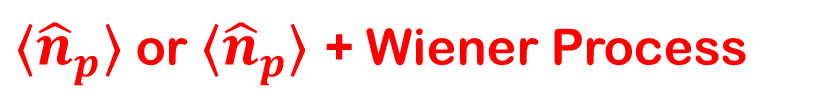 ⟨n̂ₚ⟩ or ⟨n̂ₚ⟩ + Wiener Process